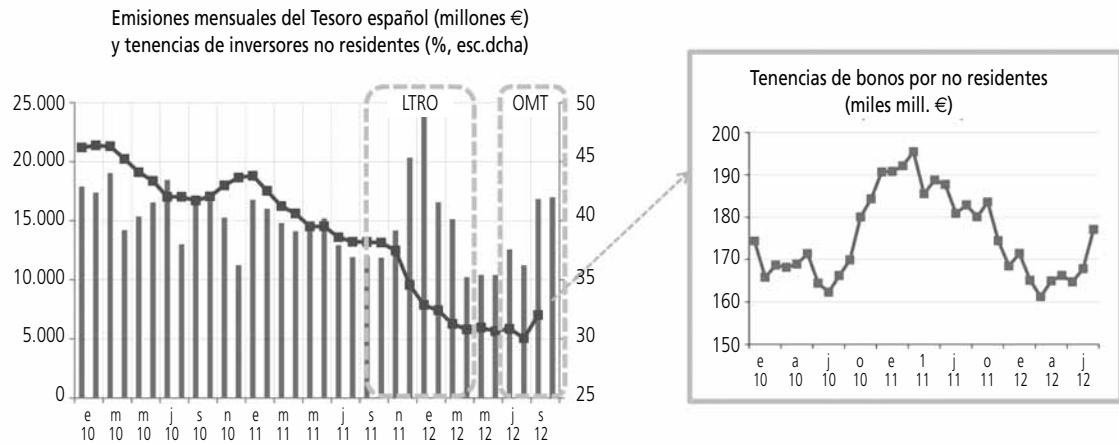 Emisiones mensuales del Tesoro español (millones €)
y tenencias de inversores no residentes (%, esc.dcha)
LTRO
OMT
25.000
20.000
15.000
10.000
5.000
0
50
45
40
35
30
25
e m m j s n e m m j s n e m m j s
10 10 10 10 10 10 11 11 11 11 11 11 12 12 12 12 12
Tenencias de bonos por no residentes
(miles mill. €)
200
190
180
170
160
150
e a j o e 1 j o e a j
10 10 10 10 11 11 11 11 12 12 12